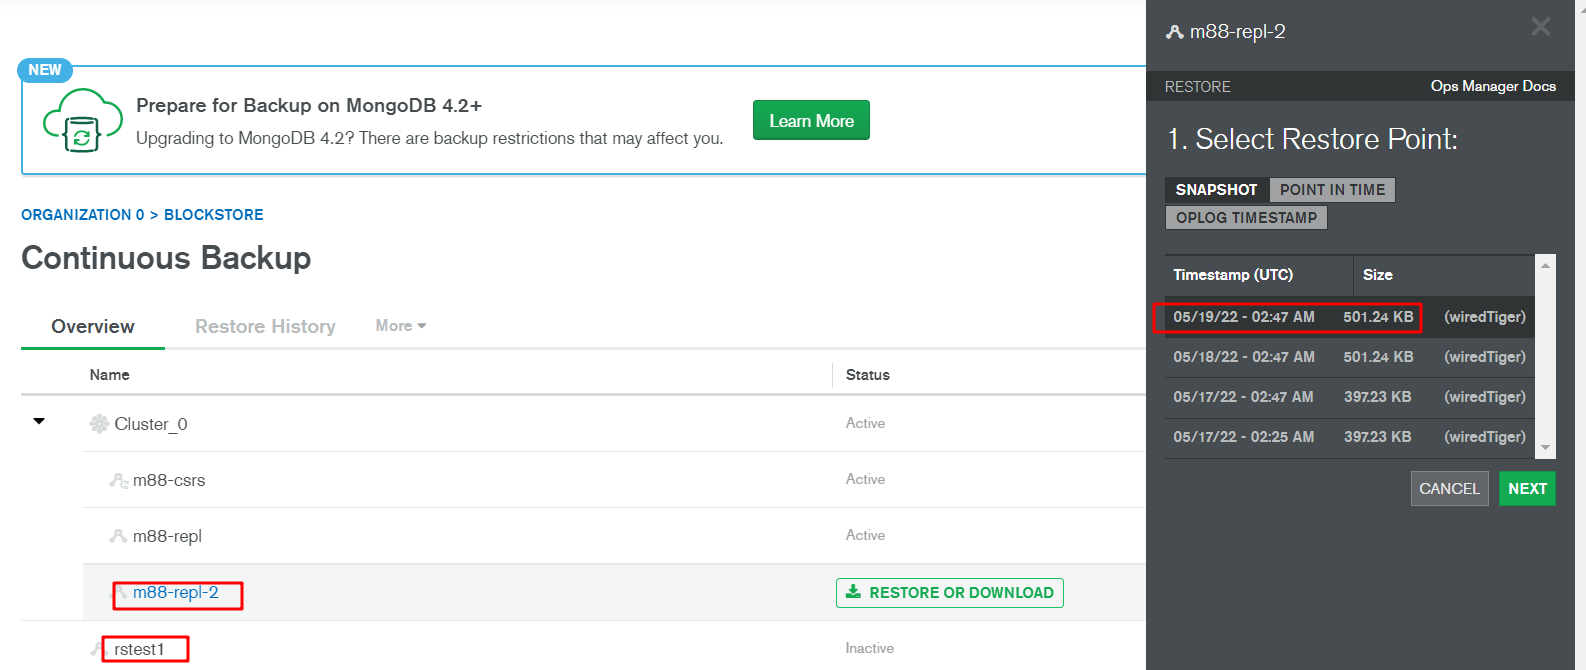 NEW
Prepare for Backup on MongoDB 4.2+
Upgrading to MongoDB 4.2? There are backup restrictions that may affect you.
Learn More
ORGANIZATION 0 > BLOCKSTORE
Continuous Backup
Overview Restore History More
Name Status
Cluster_0 Active
m88-csrs Active
m88-repl Active
m88-repl-2 RESTORE OR DOWNLOAD
rstest1 Inactive
m88-repl-2
RESTORE Ops Manager Docs
1. Select Restore Point:
SNAPSHOT POINT IN TIME
OPLOG TIMESTAMP
Timestamp (UTC) Size
05/19/22 - 02:47 AM 501.24 KB (wiredTiger)
05/18/22 - 02:47 AM 501.24 KB (wiredTiger)
05/17/22 - 02:47 AM 397.23 KB (wiredTiger)
05/17/22 - 02:25 AM 397.23 KB (wiredTiger)
CANCEL NEXT